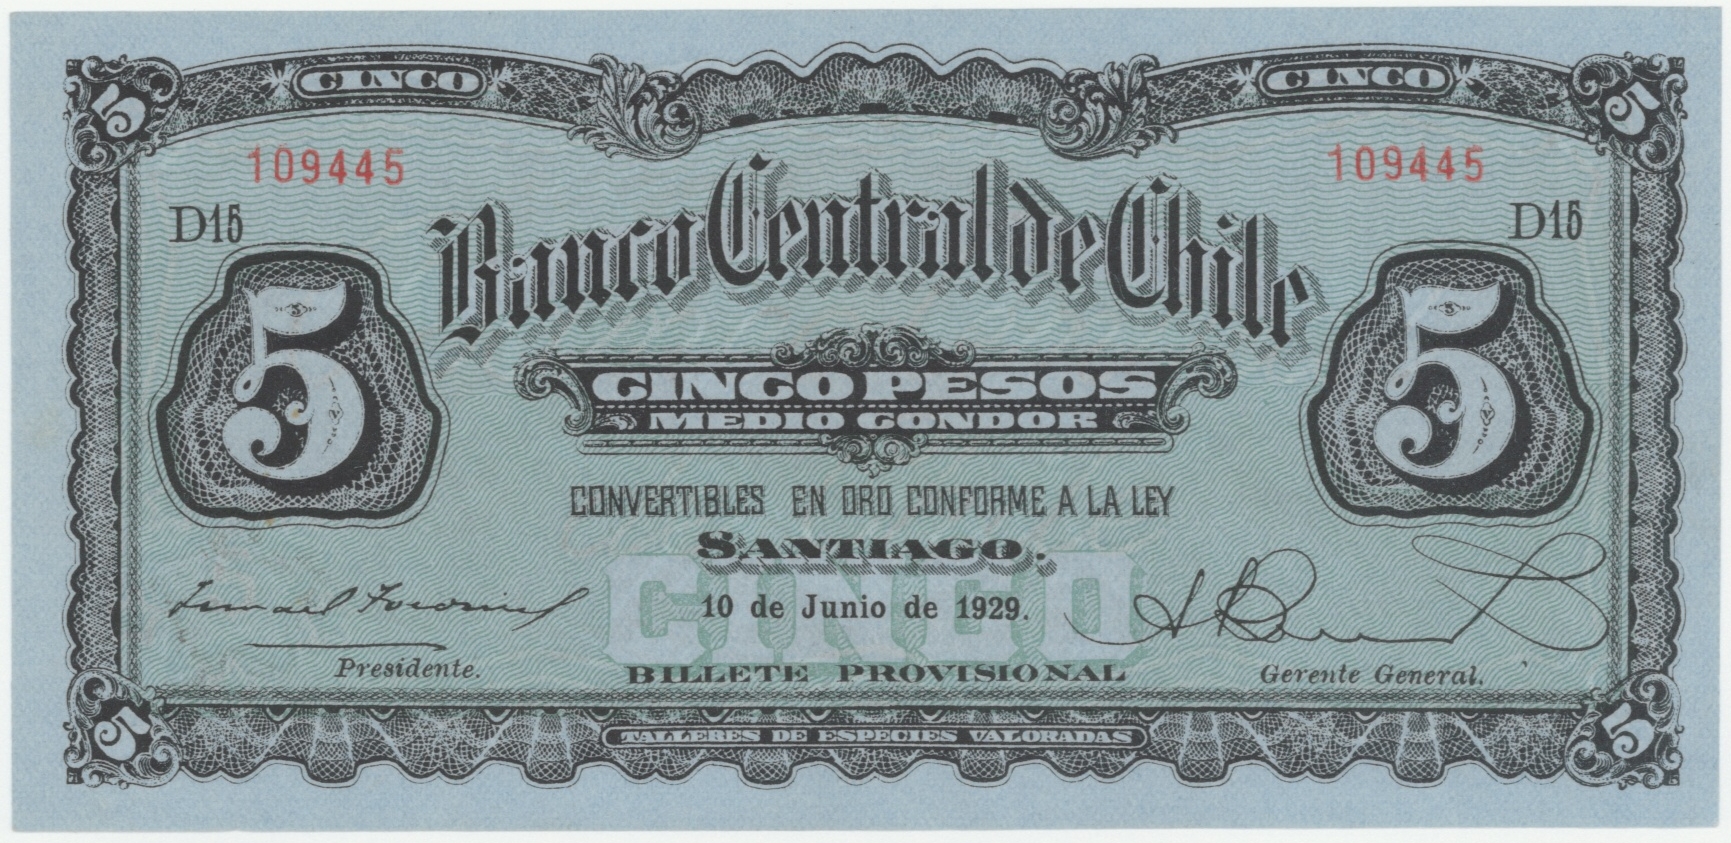 5 CINCO CINCO 5
109445 109445
D15 D15
Banco Central de Chile
5 5
CINCO PESOS
MEDIO CONDOR
CONVERTIBLES EN ORO CONFORME A LA LEY
SANTIAGO.
CINCO
10 de Junio de 1929.
Presidente. BILLETE PROVISIONAL Gerente General.
5 TALLERES DE ESPECIES VALORADAS 5